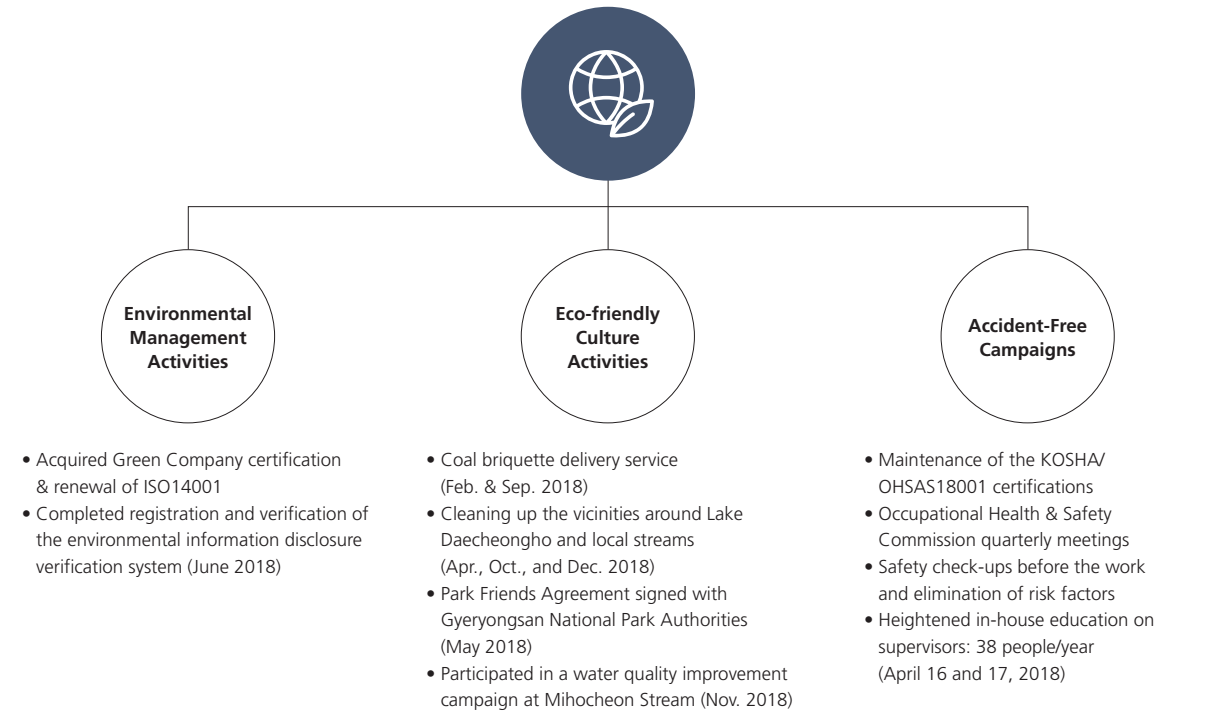 Environmental
Management
Activities
• Acquired Green Company certification
& renewal of ISO14001
• Completed registration and verification of
the environmental information disclosure
verification system (June 2018)
Eco-friendly
Culture
Activities
• Coal briquette delivery service
(Feb. & Sep. 2018)
• Cleaning up the vicinities around Lake
Daecheongho and local streams
(Apr., Oct., and Dec. 2018)
• Park Friends Agreement signed with
Gyeryongsan National Park Authorities
(May 2018)
• Participated in a water quality improvement
campaign at Mihocheon Stream (Nov. 2018)
Accident-Free
Campaigns
• Maintenance of the KOSHA/
OHSAS18001 certifications
• Occupational Health & Safety
Commission quarterly meetings
• Safety check-ups before the work
and elimination of risk factors
• Heightened in-house education on
supervisors: 38 people/year
(April 16 and 17, 2018)